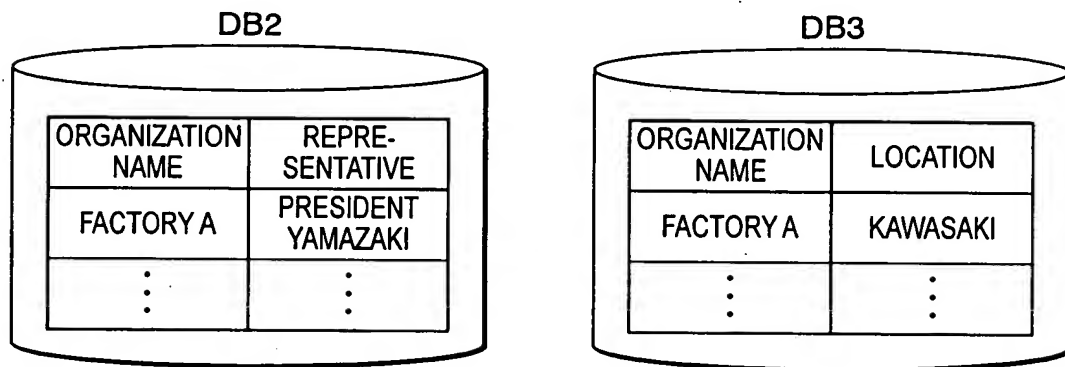 DB2
ORGANIZATION
NAME
REPRE-
SENTATIVE
FACTORY A
PRESIDENT
YAMAZAKI
DB3
ORGANIZATION
NAME
LOCATION
FACTORY A
KAWASAKI